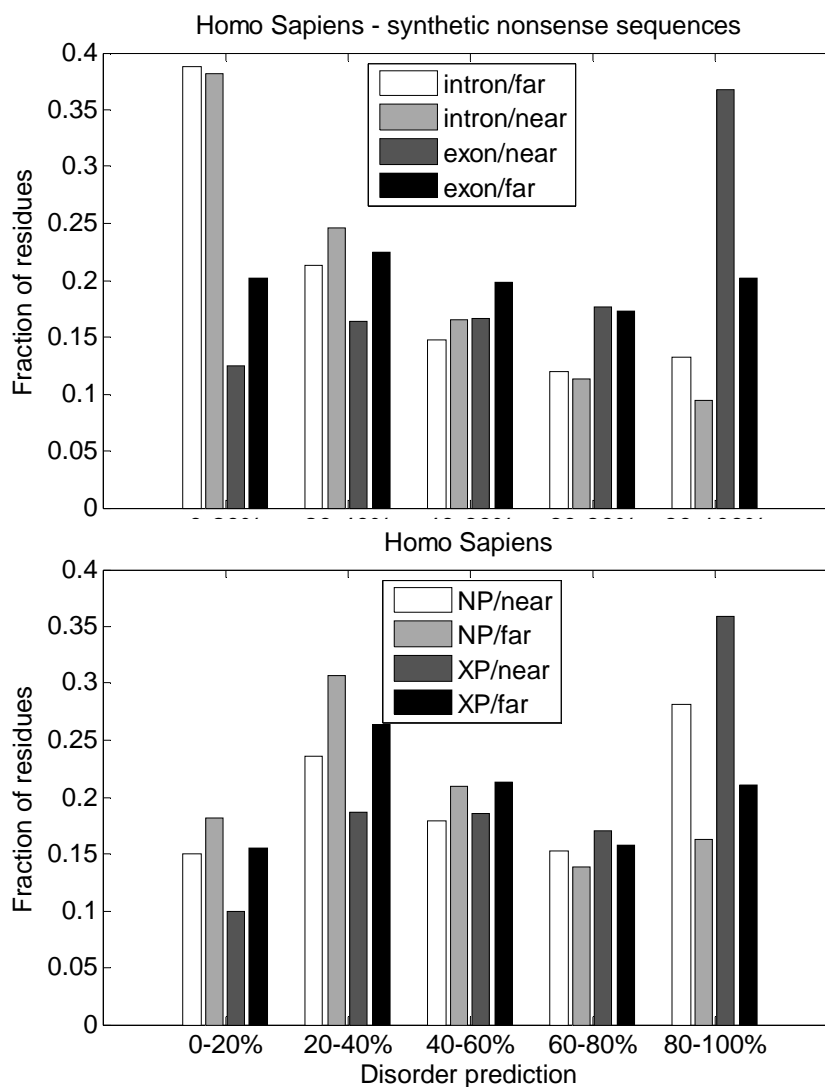 Homo Sapiens - synthetic nonsense sequences
0.4
0.35
0.3
0.25
0.2
0.15
0.1
0.05
0
Fraction of residues
intron/far
intron/near
exon/near
exon/far
Homo Sapiens
0.4
0.35
0.3
0.25
0.2
0.15
0.1
0.05
0
Fraction of residues
NP/near
NP/far
XP/near
XP/far
0-20% 20-40% 40-60% 60-80% 80-100%
Disorder prediction